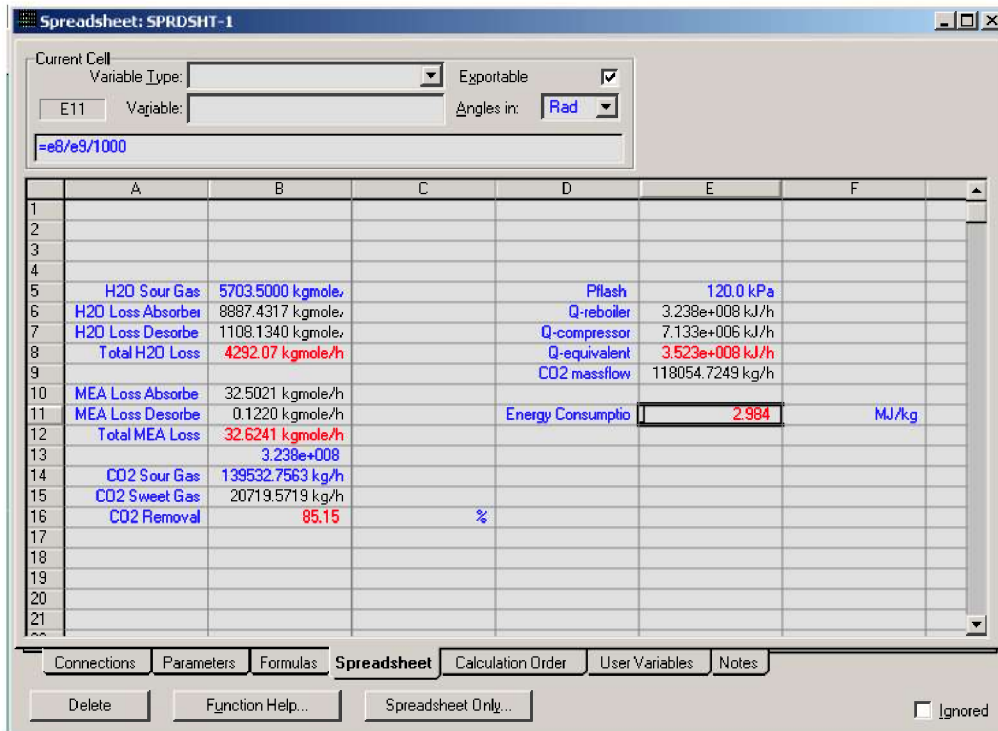 Spreadsheet: SPRDSHT-1
Current Cell
Variable Type:
Exportable
E11
Variable:
Angles in:
Rad
=e8/e9/1000
A B C D E F
1
2
3
4
5 H2O Sour Gas 5703.5000 kgmole, Pflash 120.0 kPa
6 H2O Loss Absorber 8887.4317 kgmole, Q-reboiler 3.238e+008 kJ/h
7 H2O Loss Desorbe 1108.1340 kgmole, Q-compressor 7.133e+006 kJ/h
8 Total H2O Loss 4292.07 kgmole/h Q-equivalent 3.523e+008 kJ/h
9 CO2 massflow 118054.7249 kg/h
10 MEA Loss Absorbe 32.5021 kgmole/h
11 MEA Loss Desorbe 0.1220 kgmole/h Energy Consumptio 2.984 MJ/kg
12 Total MEA Loss 32.6241 kgmole/h
13 3.238e+008
14 CO2 Sour Gas 139532.7563 kg/h
15 CO2 Sweet Gas 20719.5719 kg/h
16 CO2 Removal 85.15 %
17
18
19
20
21
Connections Parameters Formulas Spreadsheet Calculation Order User Variables Notes
Delete Function Help... Spreadsheet Only... Ignored